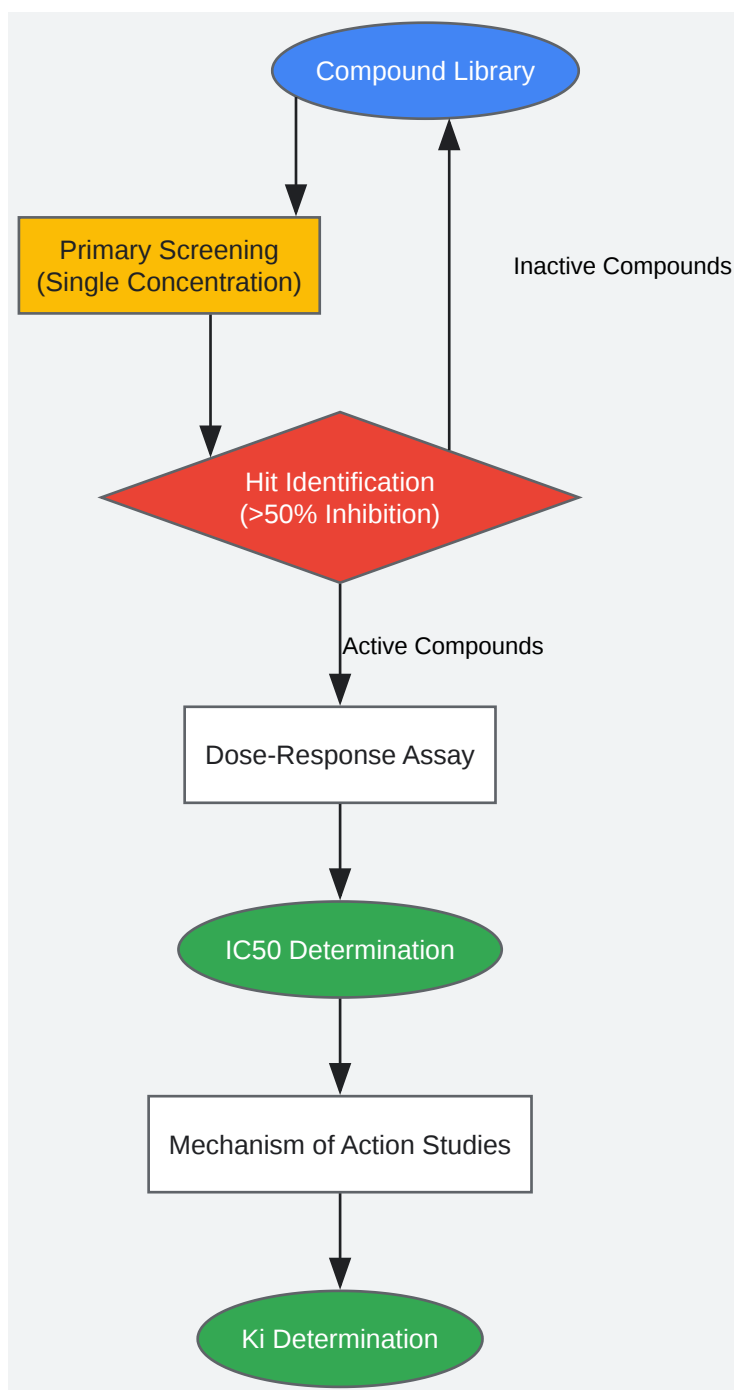 Compound Library
Primary Screening
(Single Concentration)
Inactive Compounds
Hit Identification
(>50% Inhibition)
Active Compounds
Dose-Response Assay
IC50 Determination
Mechanism of Action Studies
Ki Determination